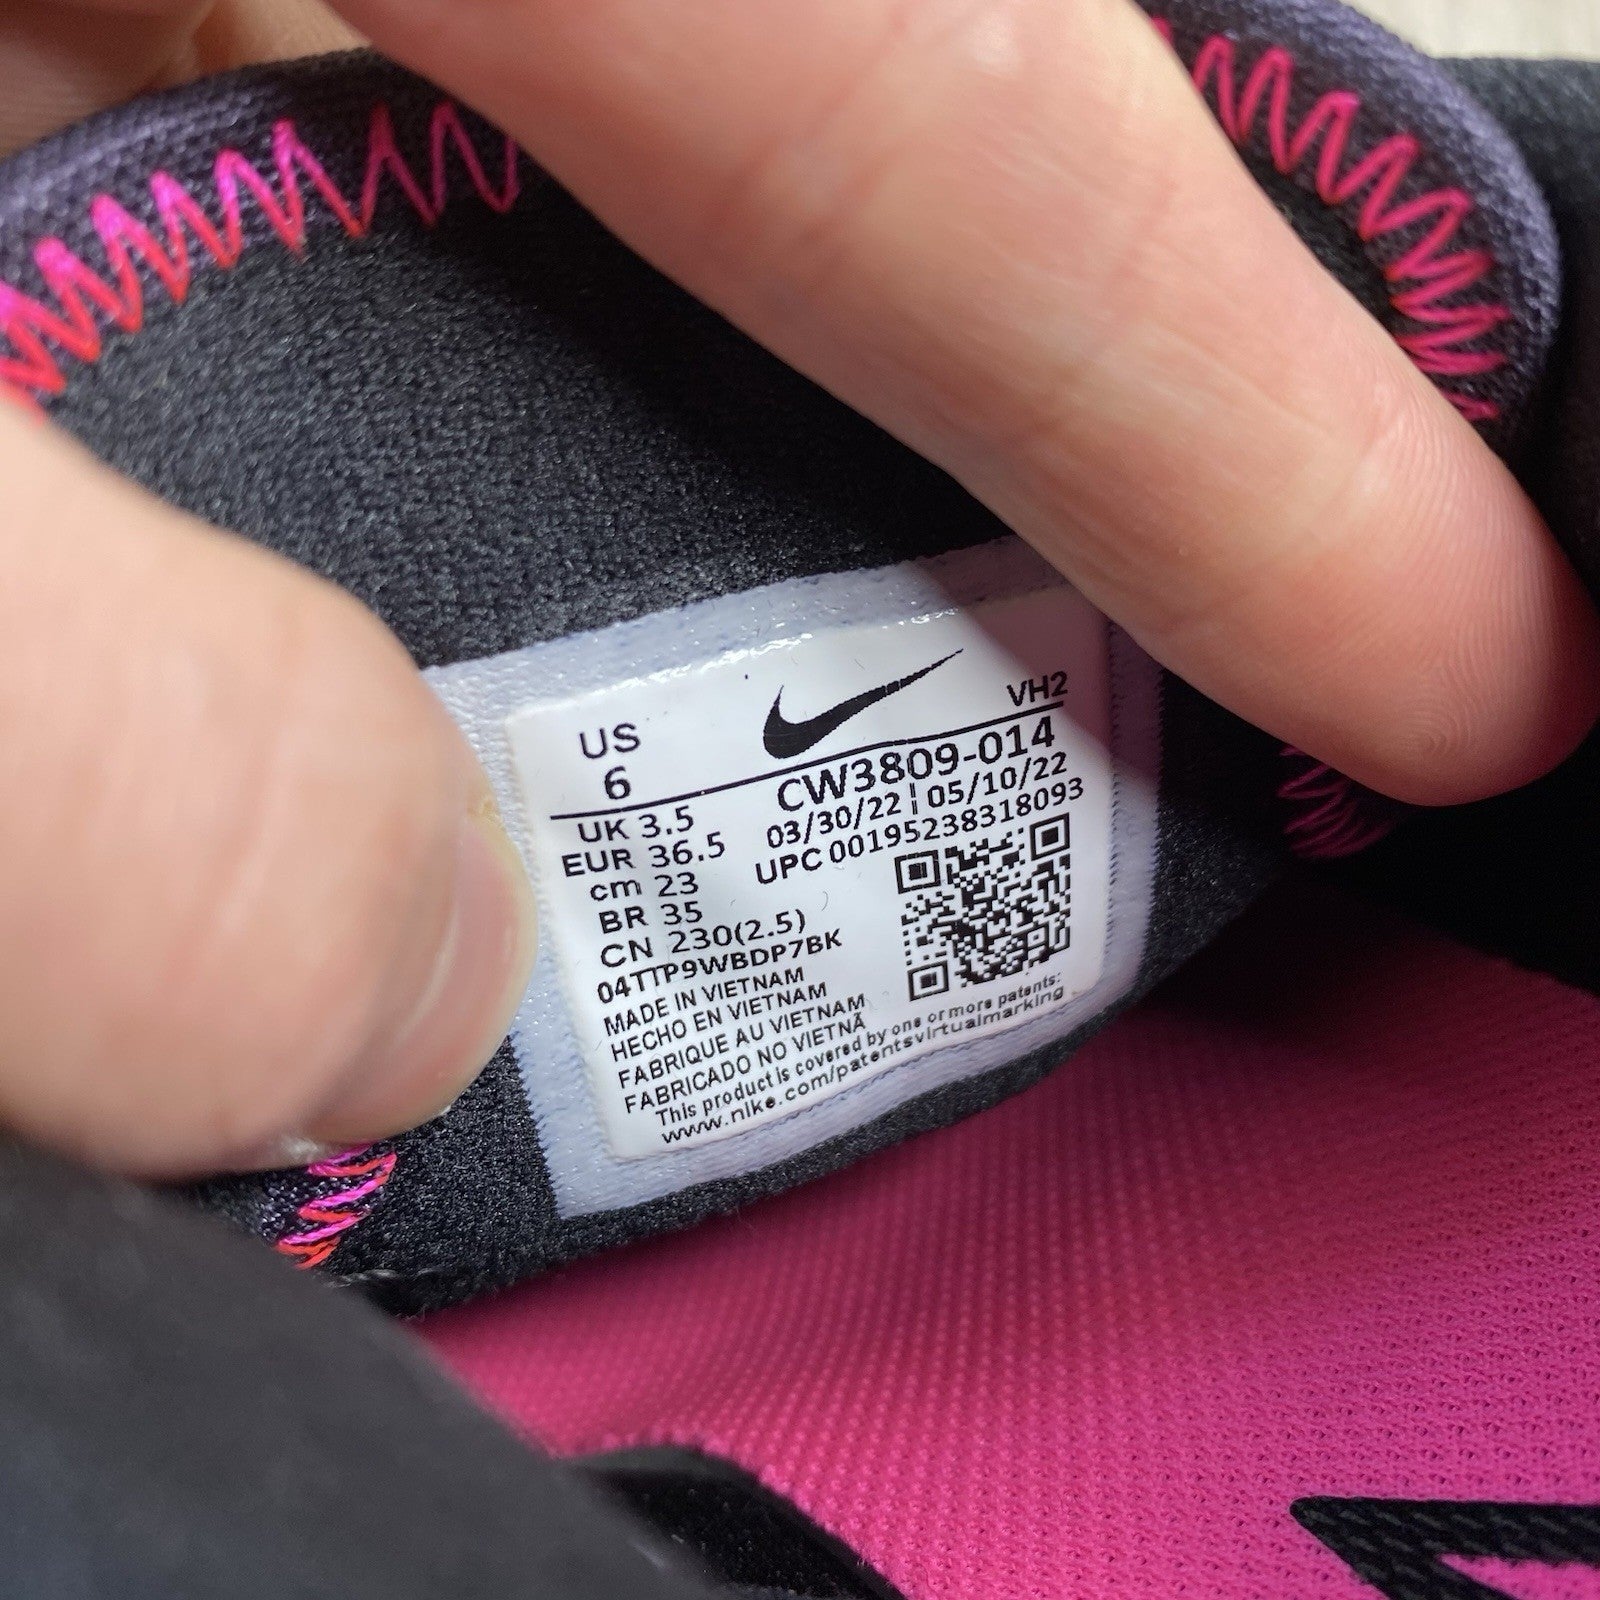 US
6
VH2
UK 3.5
EUR 36.5
cm 23
BR 35
CN 230(2.5)
CW3809-014
03/30/22 ¦ 05/10/22
UPC 00195238318093
04TTP9WBDP7BK
MADE IN VIETNAM
HECHO EN VIETNAM
FABRIQUE AU VIETNAM
FABRICADO NO VIETNÃ
This product is covered by one or more patents:
www.nike.com/patentsvirtualmarking